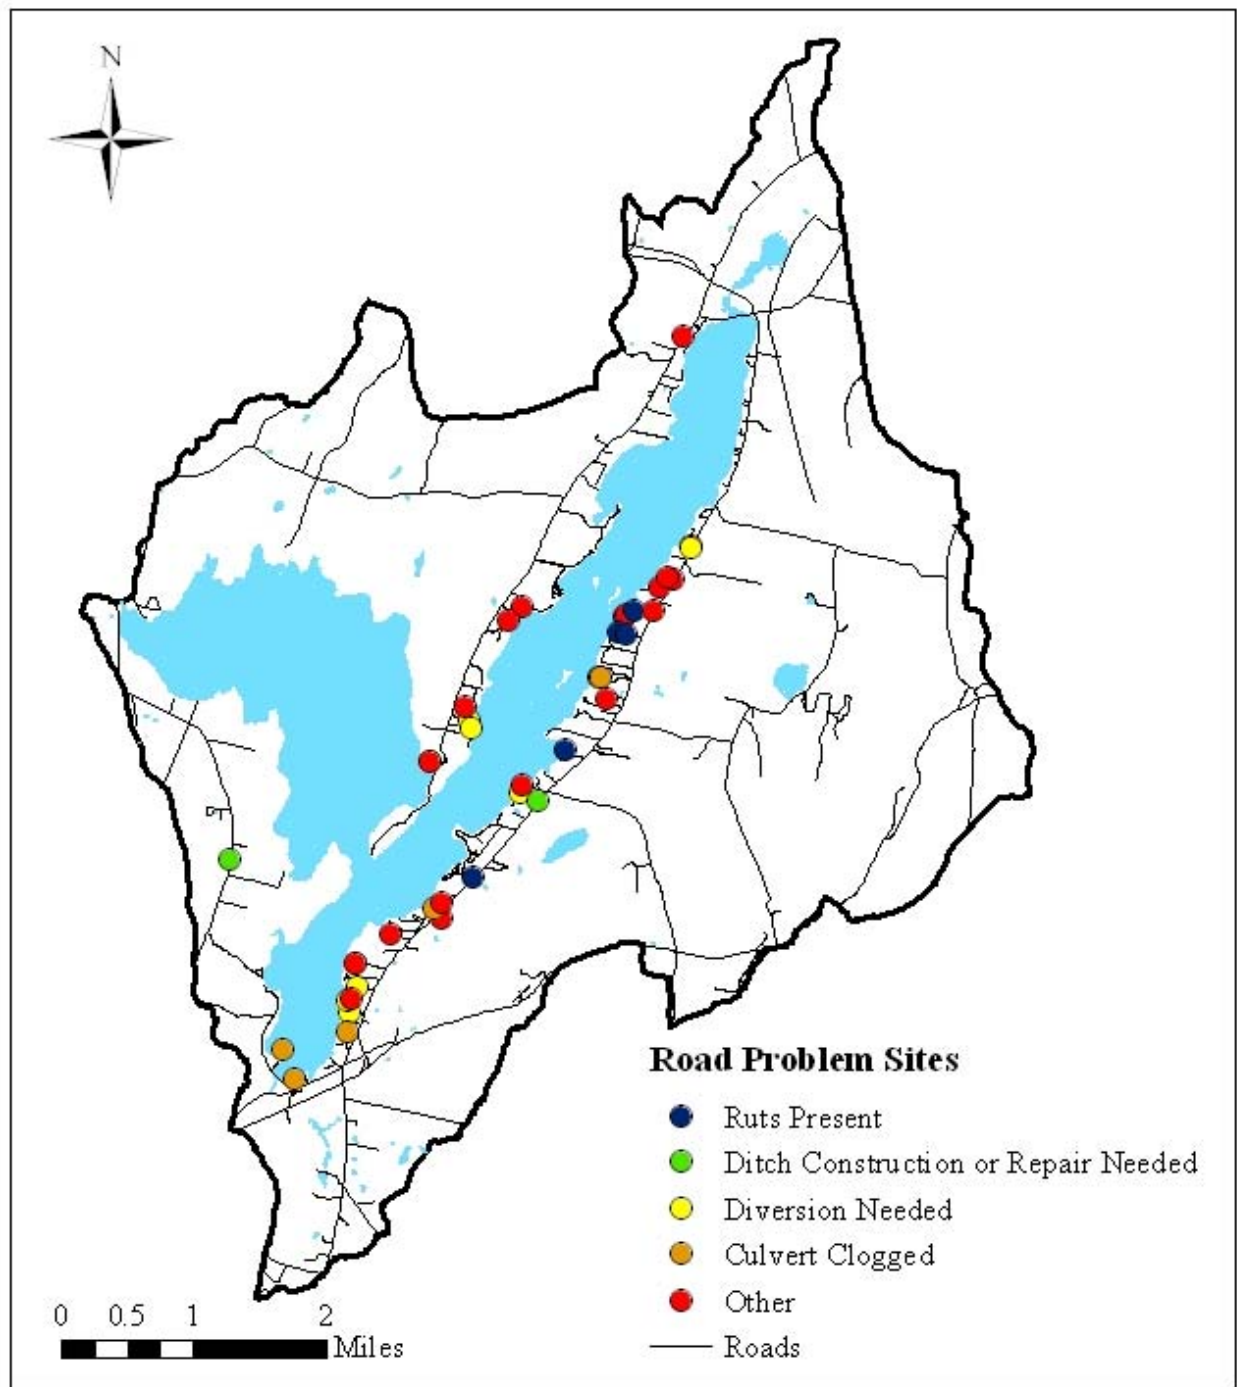 N
Road Problem Sites
Ruts Present
Ditch Construction or Repair Needed
Diversion Needed
Culvert Clogged
Other
Roads
0 0.5 1 2
Miles